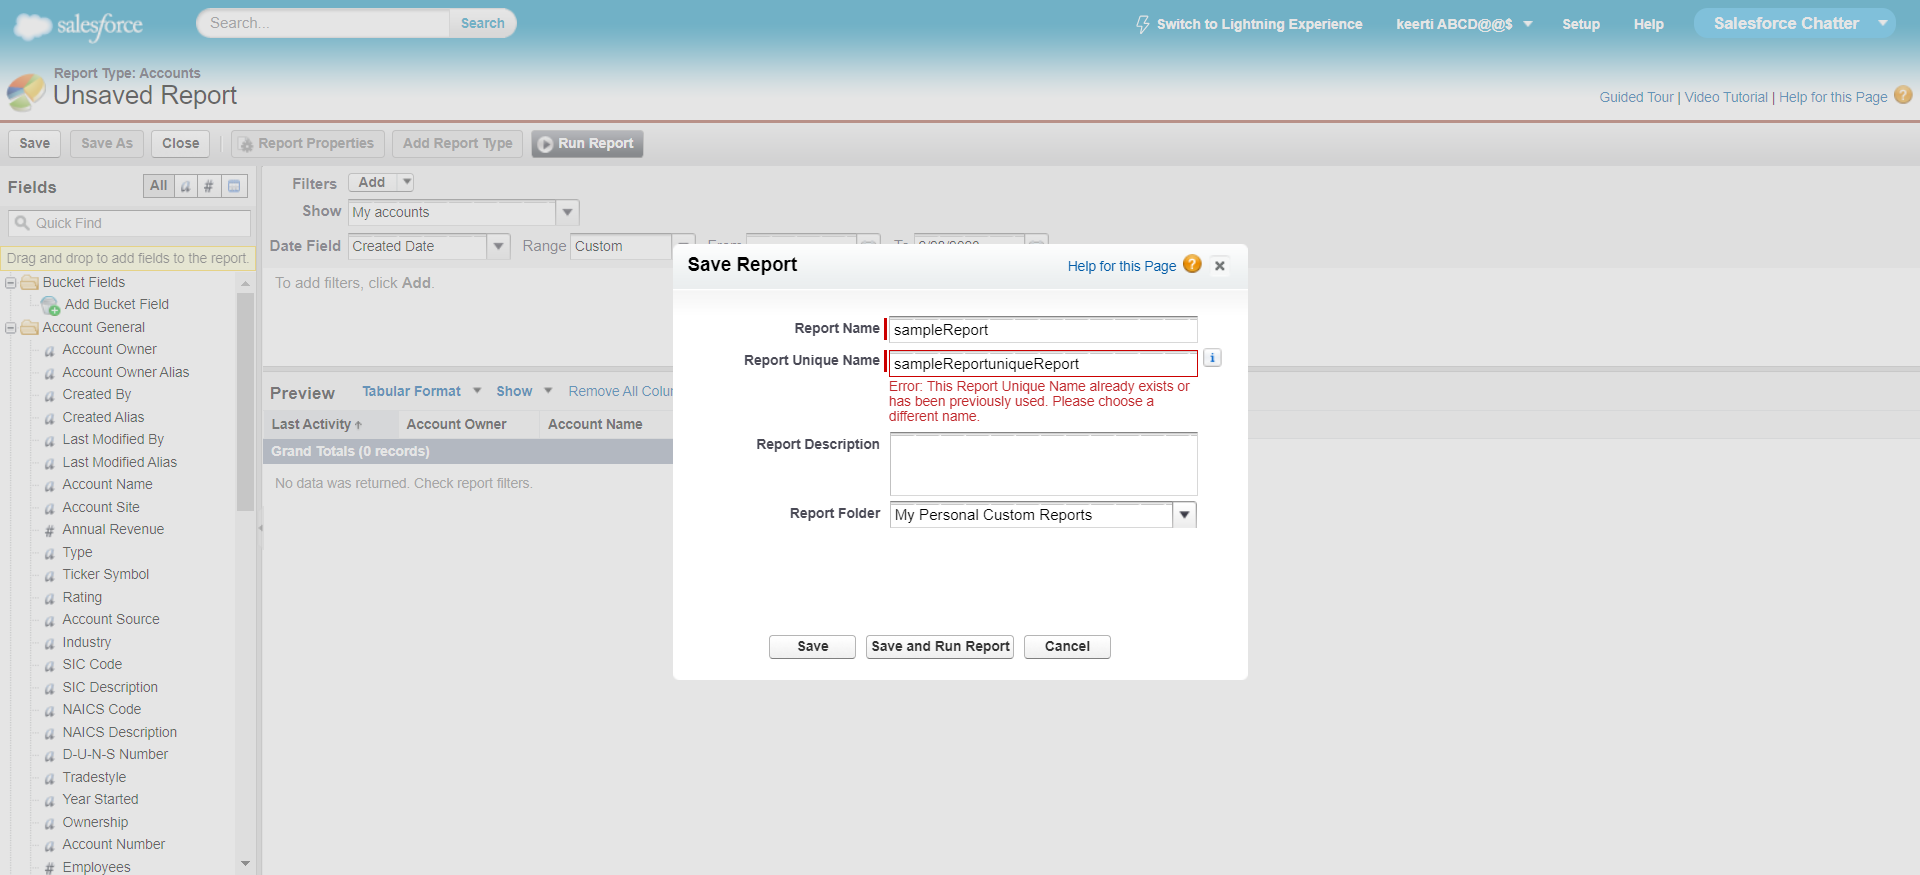 salesforce
Search...
Search
Switch to Lightning Experience
keerti ABCD@@$
Setup
Help
Salesforce Chatter
Report Type: Accounts
Unsaved Report
Guided Tour | Video Tutorial | Help for this Page ?
Save
Save As
Close
Report Properties
Add Report Type
Run Report
Fields
All
a
#
Quick Find
Drag and drop to add fields to the report.
Bucket Fields
Add Bucket Field
Account General
a Account Owner
a Account Owner Alias
a Created By
a Created Alias
a Last Modified By
a Last Modified Alias
a Account Name
a Account Site
# Annual Revenue
a Type
a Ticker Symbol
a Rating
a Account Source
a Industry
a SIC Code
a SIC Description
a NAICS Code
a NAICS Description
a D-U-N-S Number
a Tradestyle
a Year Started
a Ownership
a Account Number
# Employees
Filters
Add
Show
My accounts
Date Field
Created Date
Range
Custom
To add filters, click Add.
Preview
Tabular Format
Show
Remove All Colu
Last Activity ↑
Account Owner
Account Name
Grand Totals (0 records)
No data was returned. Check report filters.
Save Report
Help for this Page ?
Report Name
sampleReport
Report Unique Name
sampleReportuniqueReport
i
Error: This Report Unique Name already exists or
has been previously used. Please choose a
different name.
Report Description
Report Folder
My Personal Custom Reports
Save
Save and Run Report
Cancel